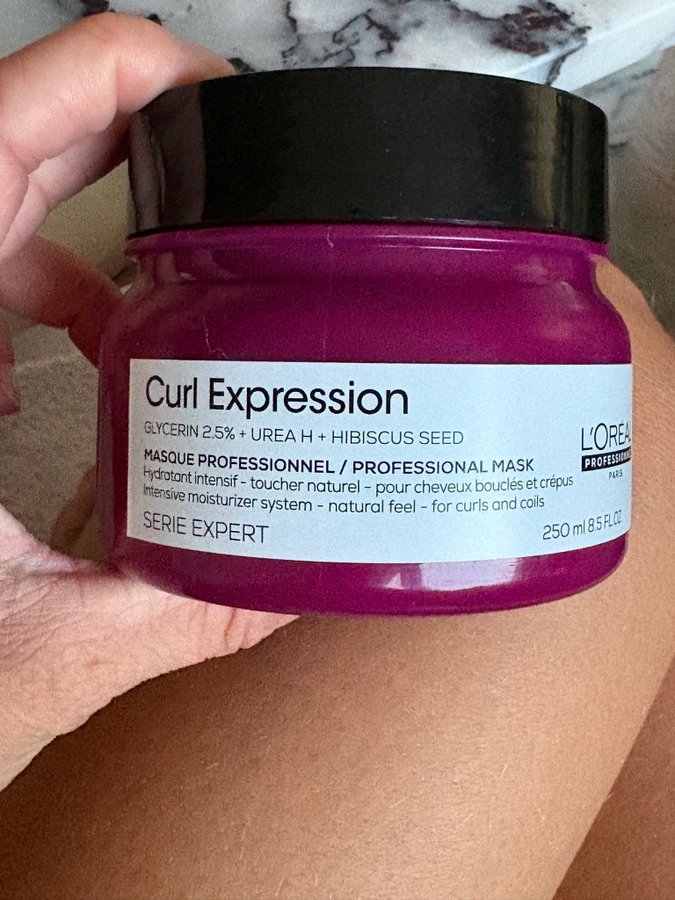 Curl Expression
GLYCERIN 2.5% + UREA H + HIBISCUS SEED
MASQUE PROFESSIONNEL / PROFESSIONAL MASK
Hydratant intensif - toucher naturel - pour cheveux bouclés et crépus
Intensive moisturizer system - natural feel - for curls and coils
SERIE EXPERT
L'ORÉAL
PROFESSIONNEL
PARIS
250 ml 8.5 FL OZ